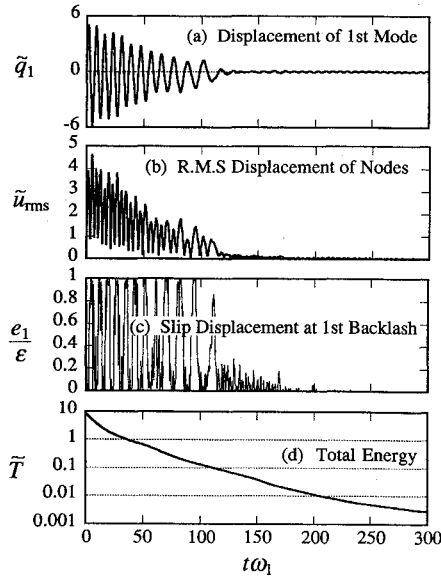 6
(a) Displacement of 1st Mode
q̃1
0
-6
5
(b) R.M.S Displacement of Nodes
4
3
ũrms
2
1
0
1
0.8
0.6
e1/ε
(c) Slip Displacement at 1st Backlash
0.4
0.2
0
10
T̃
1
(d) Total Energy
0.1
0.01
0.001
0 50 100 150 200 250 300
tω1